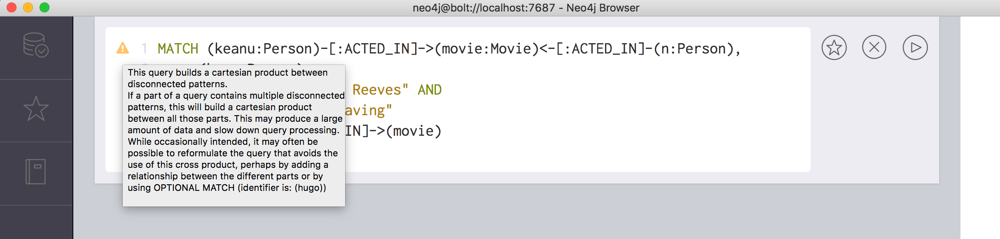 neo4j@bolt://localhost:7687 - Neo4j Browser
1 MATCH (keanu:Person)-[:ACTED_IN]->(movie:Movie)<-[:ACTED_IN]-(n:Person),
This query builds a cartesian product between
disconnected patterns.
If a part of a query contains multiple disconnected
patterns, this will build a cartesian product
between all those parts. This may produce a large
amount of data and slow down query processing.
While occasionally intended, it may often be
possible to reformulate the query that avoids the
use of this cross product, perhaps by adding a
relationship between the different parts or by
using OPTIONAL MATCH (identifier is: (hugo))
Reeves" AND
aving"
IN]->(movie)